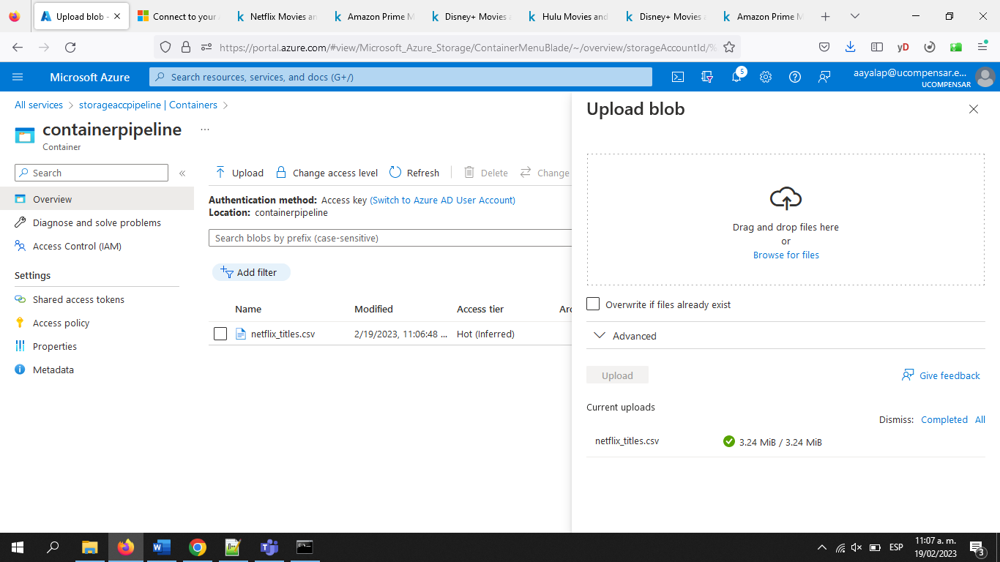 Upload blob -
Connect to your
Netflix Movies an
Amazon Prime M
Disney+ Movies a
Hulu Movies and
Disney+ Movies a
Amazon Prime M
https://portal.azure.com/#view/Microsoft_Azure_Storage/ContainerMenuBlade/~/overview/storageAccountId/%
yD
Microsoft Azure
Search resources, services, and docs (G+/)
5
aayalap@ucompensar.e...
UCOMPENSAR
All services > storageaccpipeline | Containers >
containerpipeline ...
Container
Search
«
Overview
Diagnose and solve problems
Access Control (IAM)
Settings
Shared access tokens
Access policy
Properties
Metadata
Upload
Change access level
Refresh
Delete
Change
Authentication method: Access key (Switch to Azure AD User Account)
Location: containerpipeline
Search blobs by prefix (case-sensitive)
Add filter
Name Modified Access tier Arc
netflix_titles.csv 2/19/2023, 11:06:48 ... Hot (Inferred)
Upload blob
Drag and drop files here
or
Browse for files
Overwrite if files already exist
Advanced
Upload
Give feedback
Current uploads
Dismiss: Completed All
netflix_titles.csv 3.24 MiB / 3.24 MiB
ESP
11:07 a. m.
19/02/2023
3